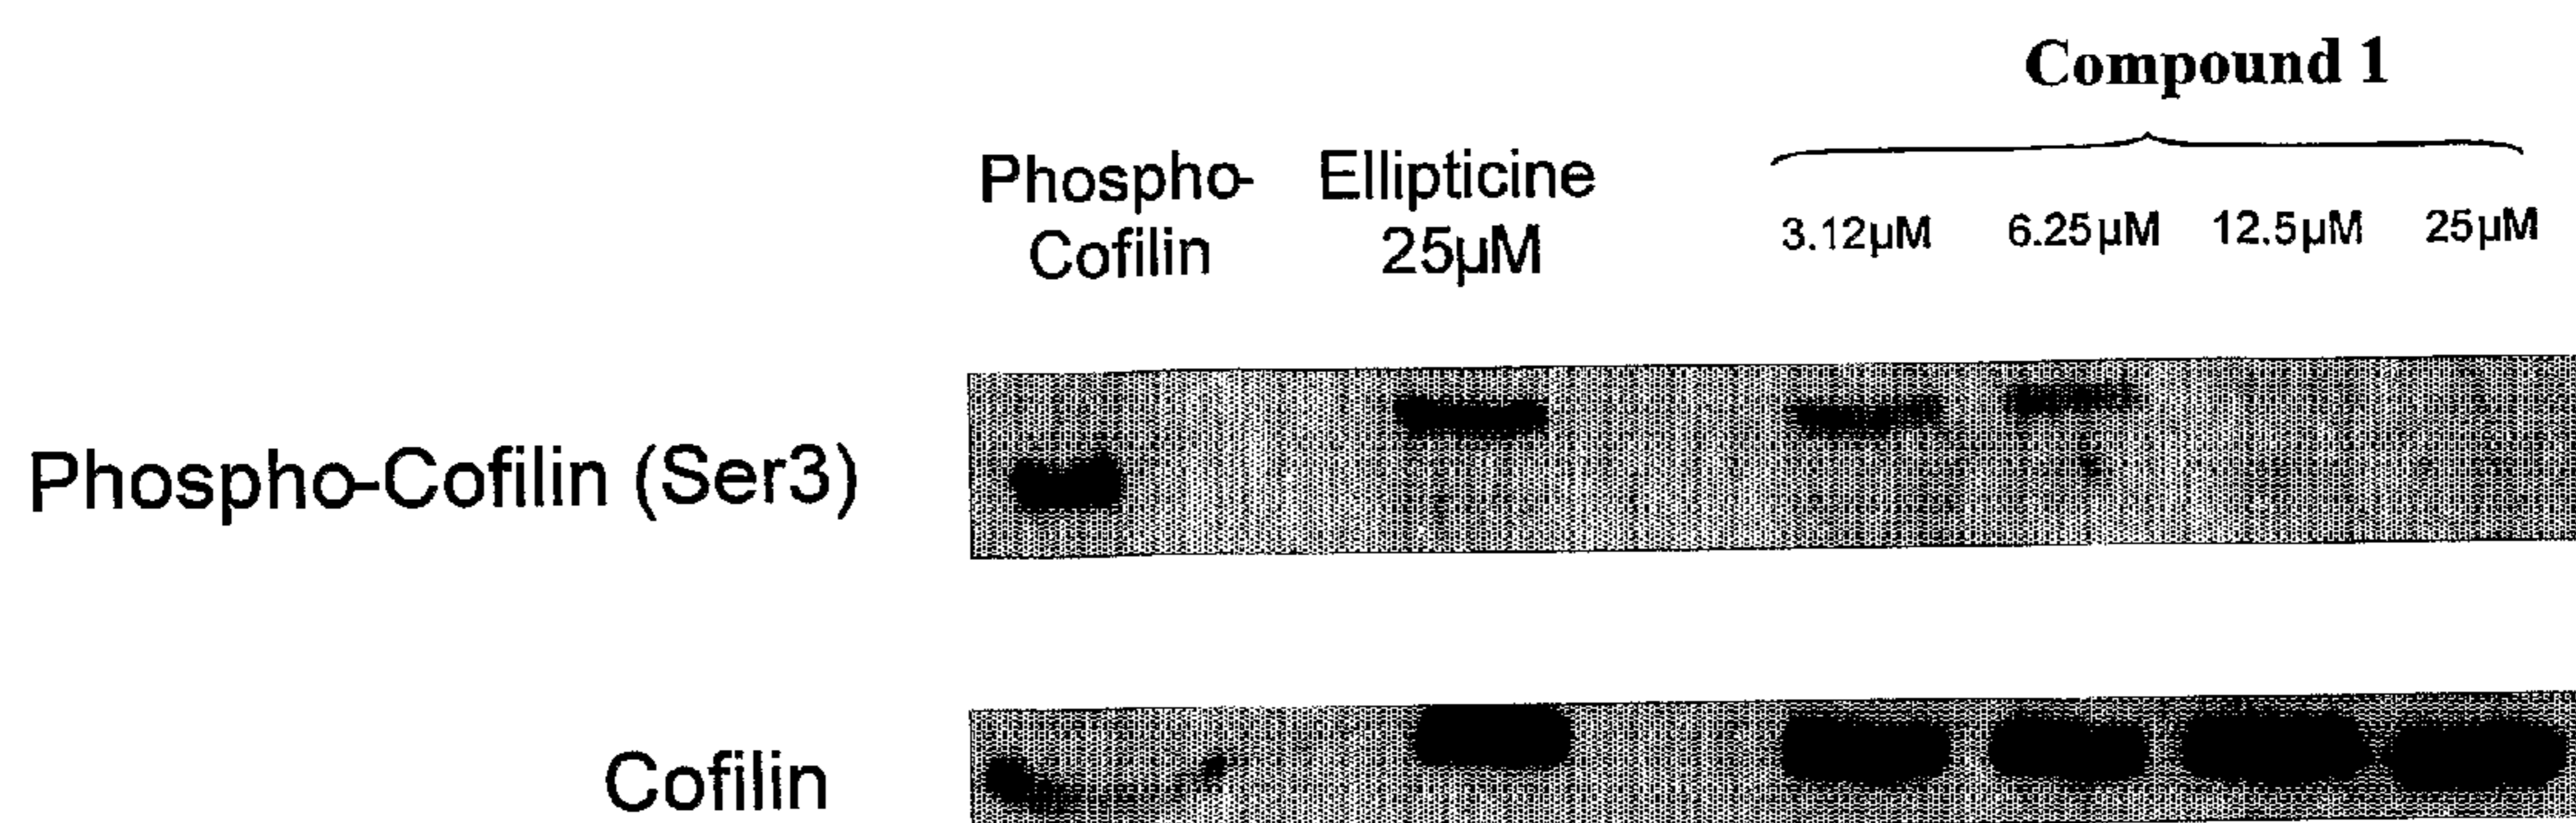 Compound 1
Phospho-
Cofilin
Ellipticine
25µM
3.12µM 6.25µM 12.5µM 25µM
Phospho-Cofilin (Ser3)
Cofilin